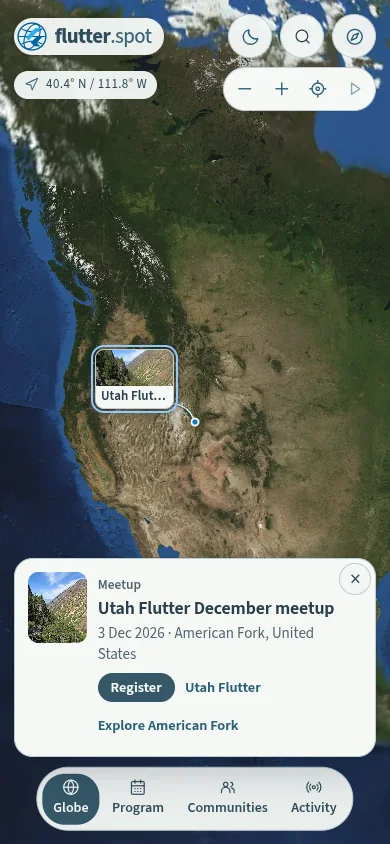 flutter.spot
40.4° N / 111.8° W
Utah Flut...
Meetup
Utah Flutter December meetup
3 Dec 2026 · American Fork, United
States
Register Utah Flutter
Explore American Fork
Globe Program Communities Activity